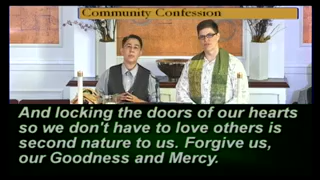 Community Confession
And locking the doors of our hearts
so we don't have to love others is
second nature to us. Forgive us,
our Goodness and Mercy.